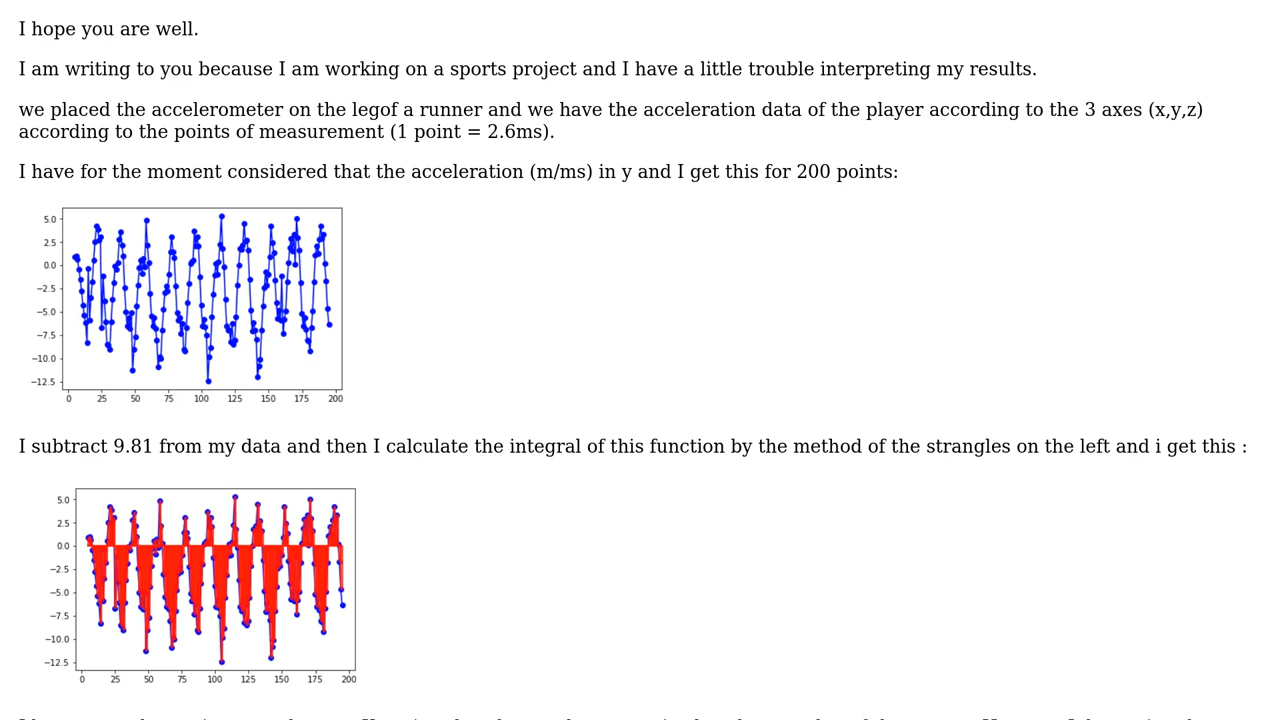 I hope you are well.
I am writing to you because I am working on a sports project and I have a little trouble interpreting my results.
we placed the accelerometer on the legof a runner and we have the acceleration data of the player according to the 3 axes (x,y,z)
according to the points of measurement (1 point = 2.6ms).
I have for the moment considered that the acceleration (m/ms) in y and I get this for 200 points:
5.0
2.5
0.0
−2.5
−5.0
−7.5
−10.0
−12.5
0 25 50 75 100 125 150 175 200
I subtract 9.81 from my data and then I calculate the integral of this function by the method of the strangles on the left and i get this :
5.0
2.5
0.0
−2.5
−5.0
−7.5
−10.0
−12.5
0 25 50 75 100 125 150 175 200